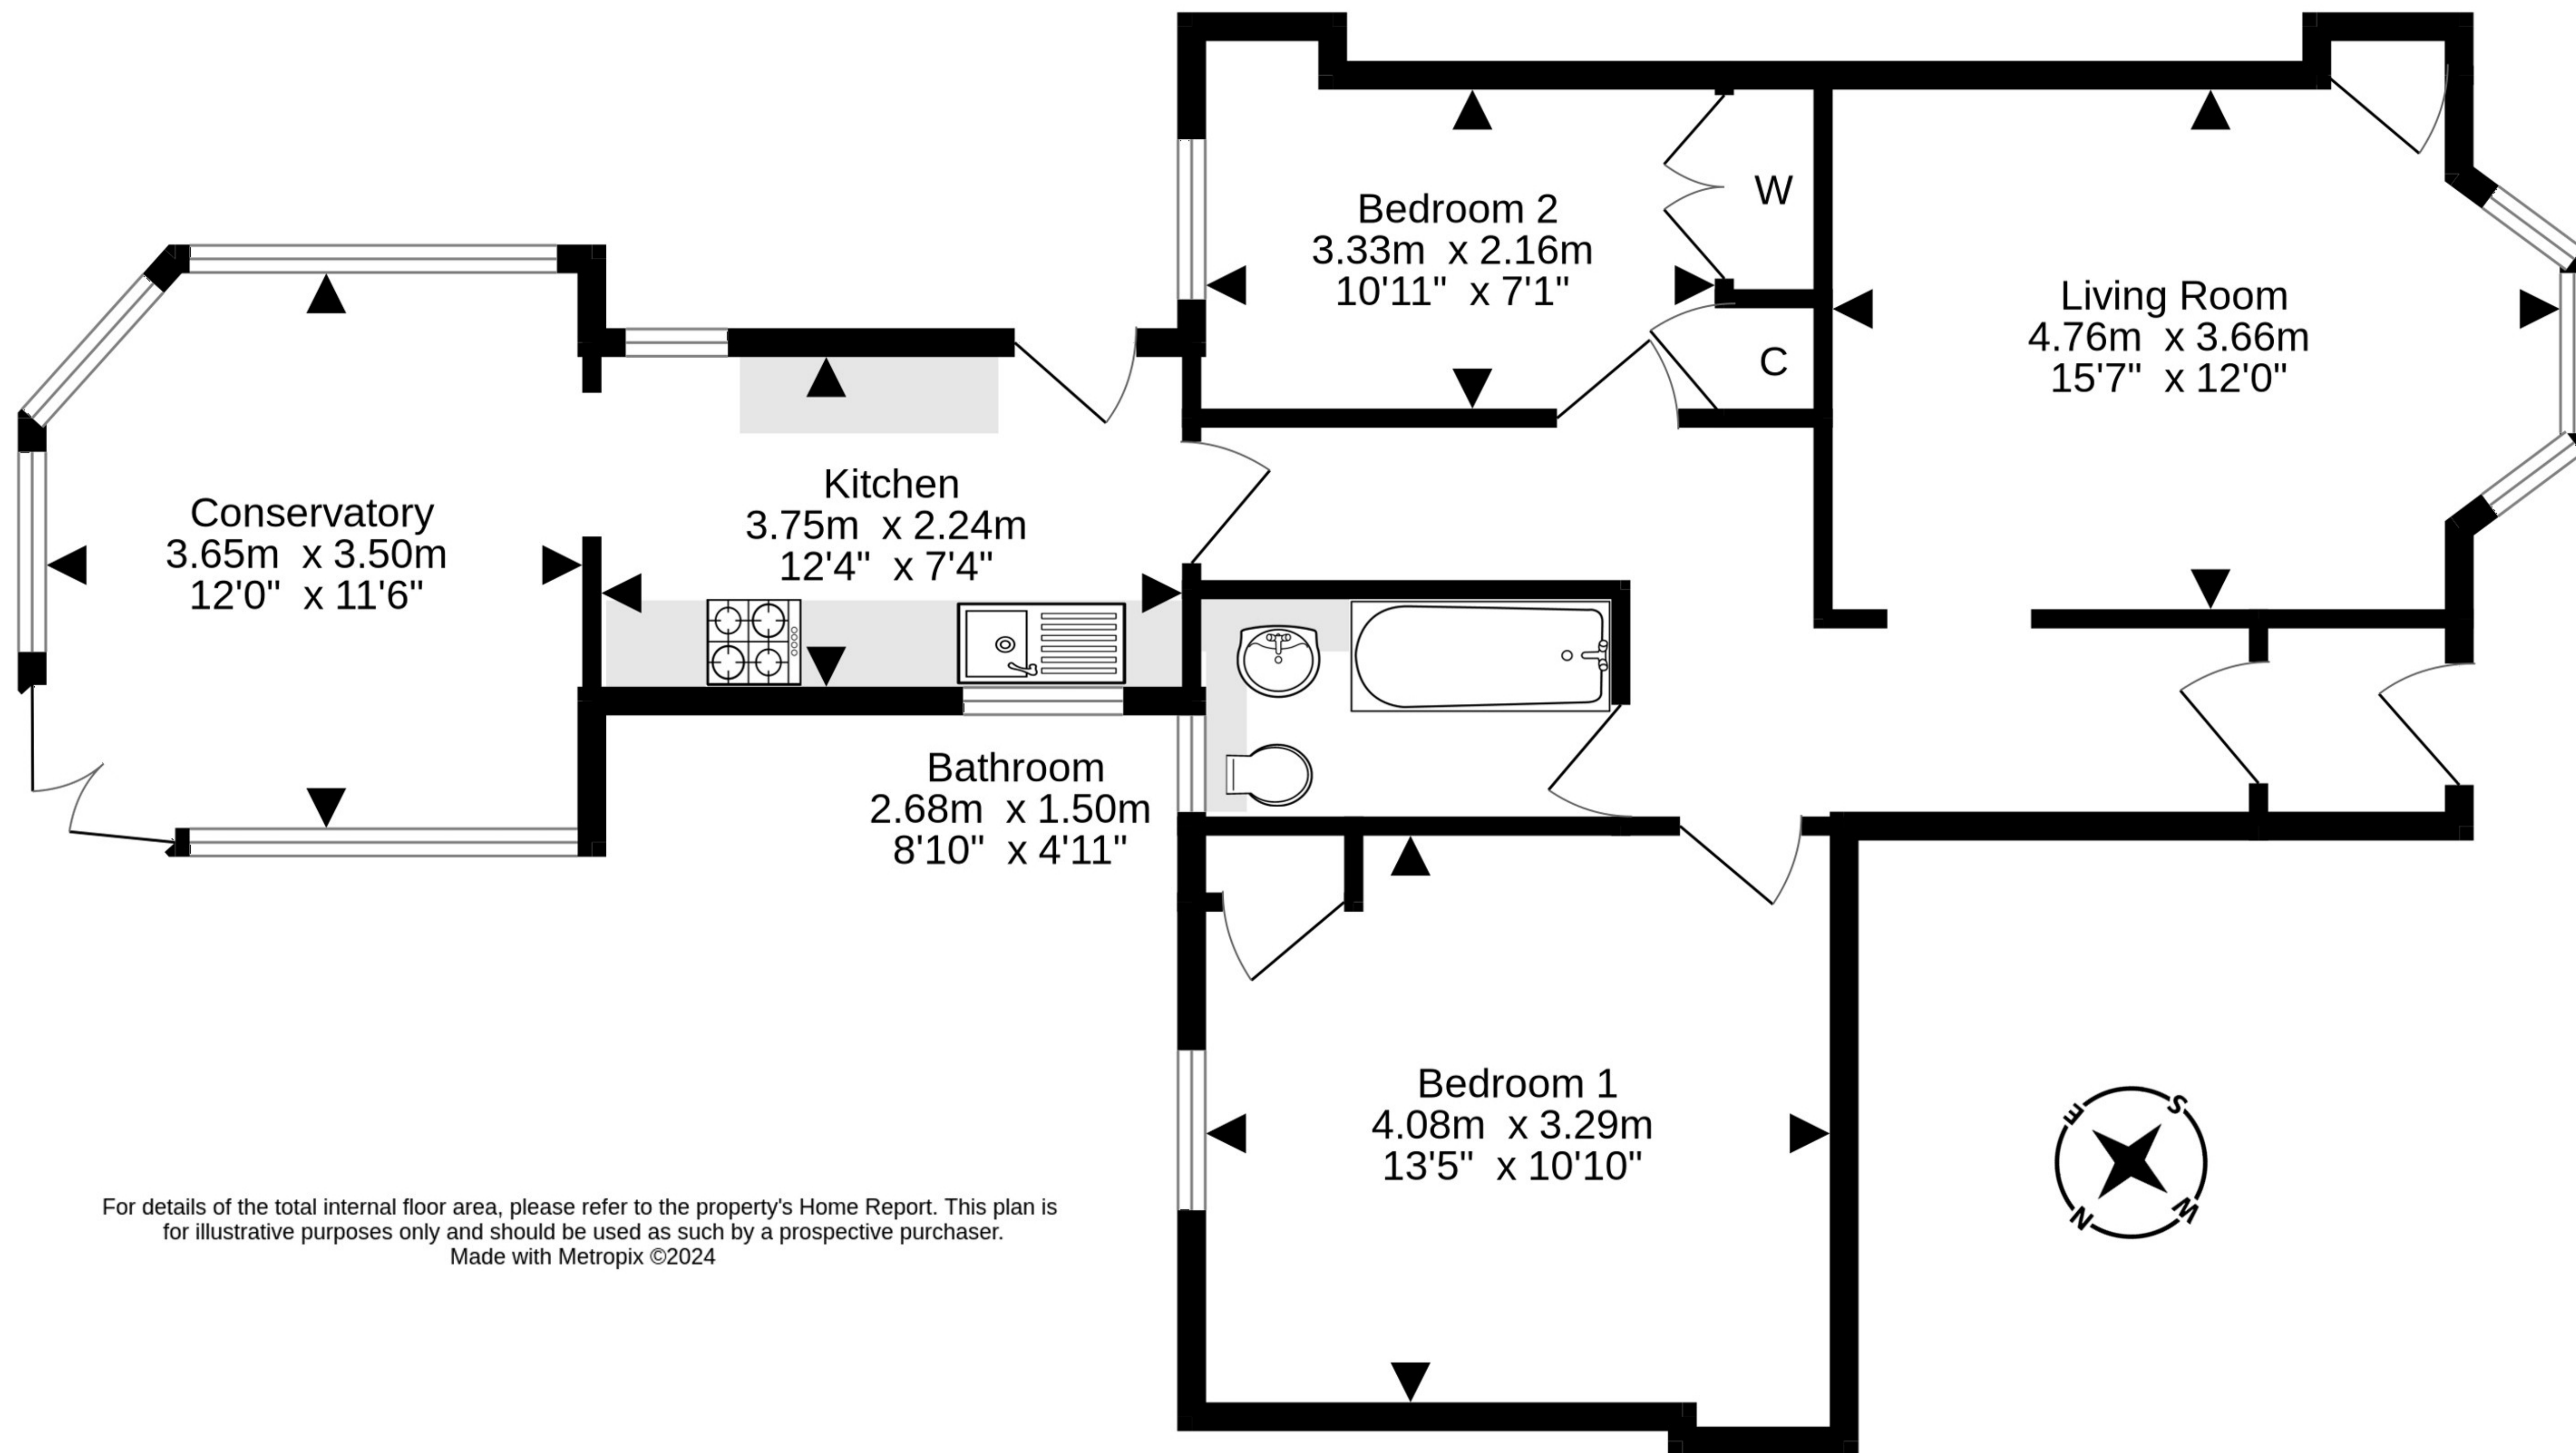 Bedroom 2
3.33m x 2.16m
10'11" x 7'1"
W
C
Living Room
4.76m x 3.66m
15'7" x 12'0"
Conservatory
3.65m x 3.50m
12'0" x 11'6"
Kitchen
3.75m x 2.24m
12'4" x 7'4"
Bathroom
2.68m x 1.50m
8'10" x 4'11"
Bedroom 1
4.08m x 3.29m
13'5" x 10'10"
E
S
N
W
For details of the total internal floor area, please refer to the property's Home Report. This plan is
for illustrative purposes only and should be used as such by a prospective purchaser.
Made with Metropix ©2024